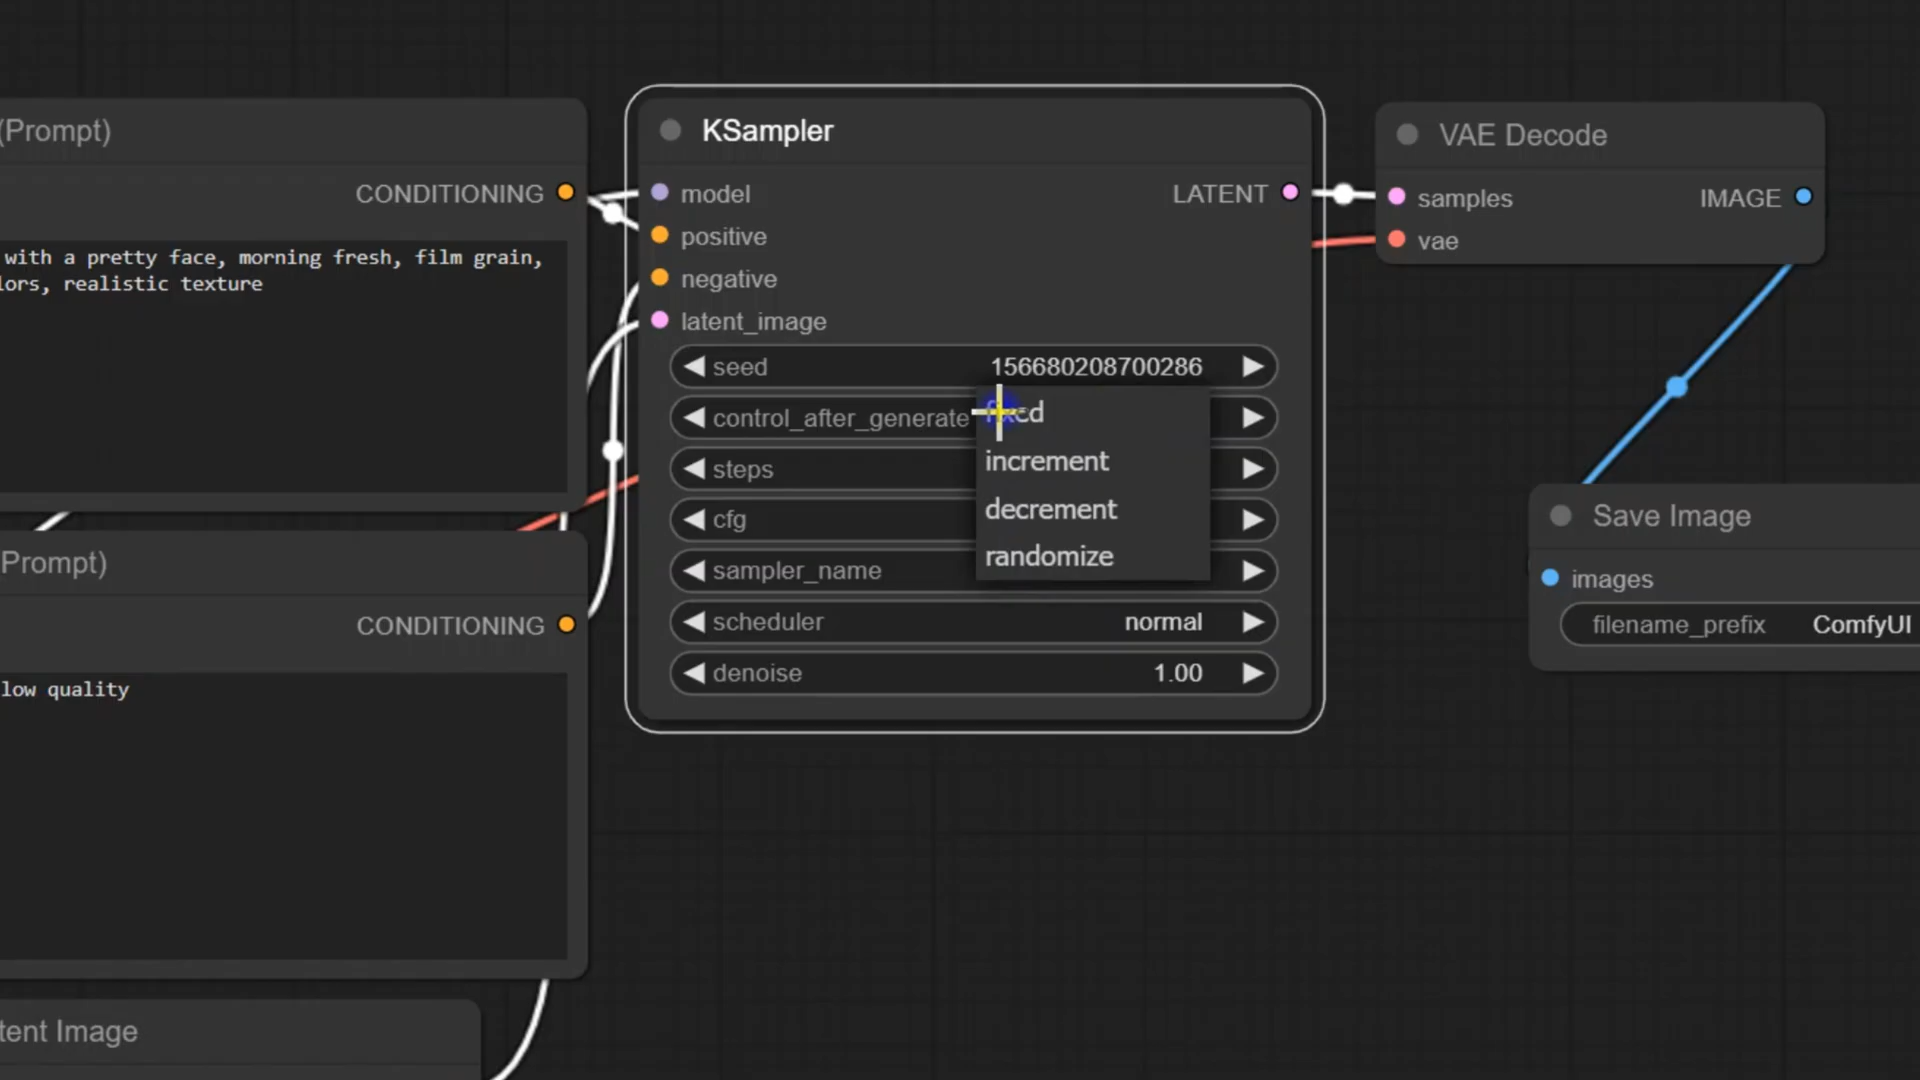 (Prompt)
CONDITIONING
with a pretty face, morning fresh, film grain,
lors, realistic texture
Prompt)
CONDITIONING
low quality
tent Image
KSampler
model
LATENT
positive
negative
latent_image
seed 156680208700286
control_after_generate
fixed
increment
decrement
randomize
steps
cfg
sampler_name
scheduler normal
denoise 1.00
VAE Decode
samples IMAGE
vae
Save Image
images
filename_prefix ComfyUI